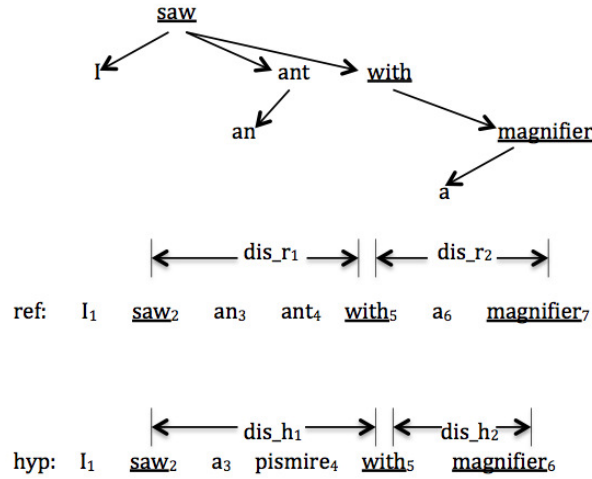 saw
I ant with
an magnifier
a
dis_r₁ dis_r₂
ref: I₁ saw₂ an₃ ant₄ with₅ a₆ magnifier₇
dis_h₁ dis_h₂
hyp: I₁ saw₂ a₃ pismire₄ with₅ magnifier₆